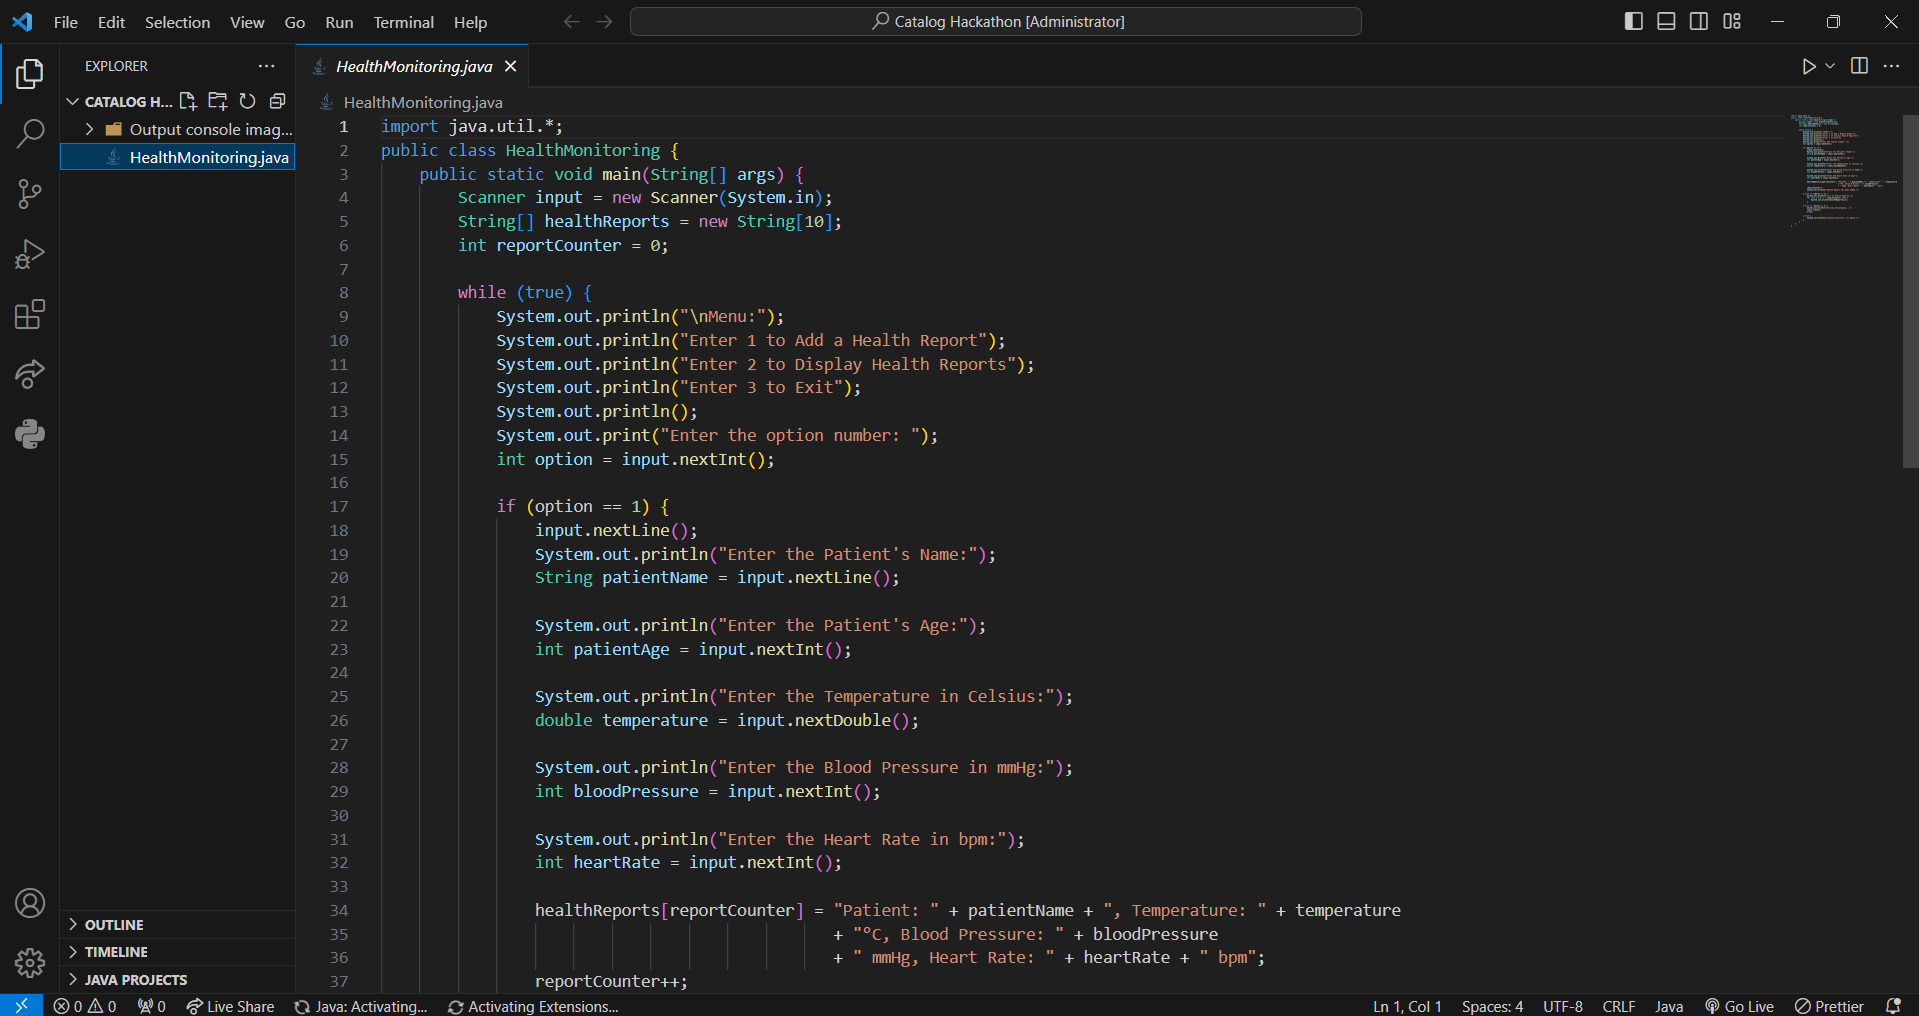 File Edit Selection View Go Run Terminal Help
Catalog Hackathon [Administrator]
EXPLORER
HealthMonitoring.java
CATALOG H...
HealthMonitoring.java
Output console imag...
HealthMonitoring.java
1 import java.util.*;
2 public class HealthMonitoring {
3 public static void main(String[] args) {
4 Scanner input = new Scanner(System.in);
5 String[] healthReports = new String[10];
6 int reportCounter = 0;
7
8 while (true) {
9 System.out.println("\nMenu:");
10 System.out.println("Enter 1 to Add a Health Report");
11 System.out.println("Enter 2 to Display Health Reports");
12 System.out.println("Enter 3 to Exit");
13 System.out.println();
14 System.out.print("Enter the option number: ");
15 int option = input.nextInt();
16
17 if (option == 1) {
18 input.nextLine();
19 System.out.println("Enter the Patient's Name:");
20 String patientName = input.nextLine();
21
22 System.out.println("Enter the Patient's Age:");
23 int patientAge = input.nextInt();
24
25 System.out.println("Enter the Temperature in Celsius:");
26 double temperature = input.nextDouble();
27
28 System.out.println("Enter the Blood Pressure in mmHg:");
29 int bloodPressure = input.nextInt();
30
31 System.out.println("Enter the Heart Rate in bpm:");
32 int heartRate = input.nextInt();
33
34 healthReports[reportCounter] = "Patient: " + patientName + ", Temperature: " + temperature
35 + "°C, Blood Pressure: " + bloodPressure
36 + " mmHg, Heart Rate: " + heartRate + " bpm";
37 reportCounter++;
OUTLINE
TIMELINE
JAVA PROJECTS
0 0 0 Live Share Java: Activating... Activating Extensions... Ln 1, Col 1 Spaces: 4 UTF-8 CRLF Java Go Live Prettier